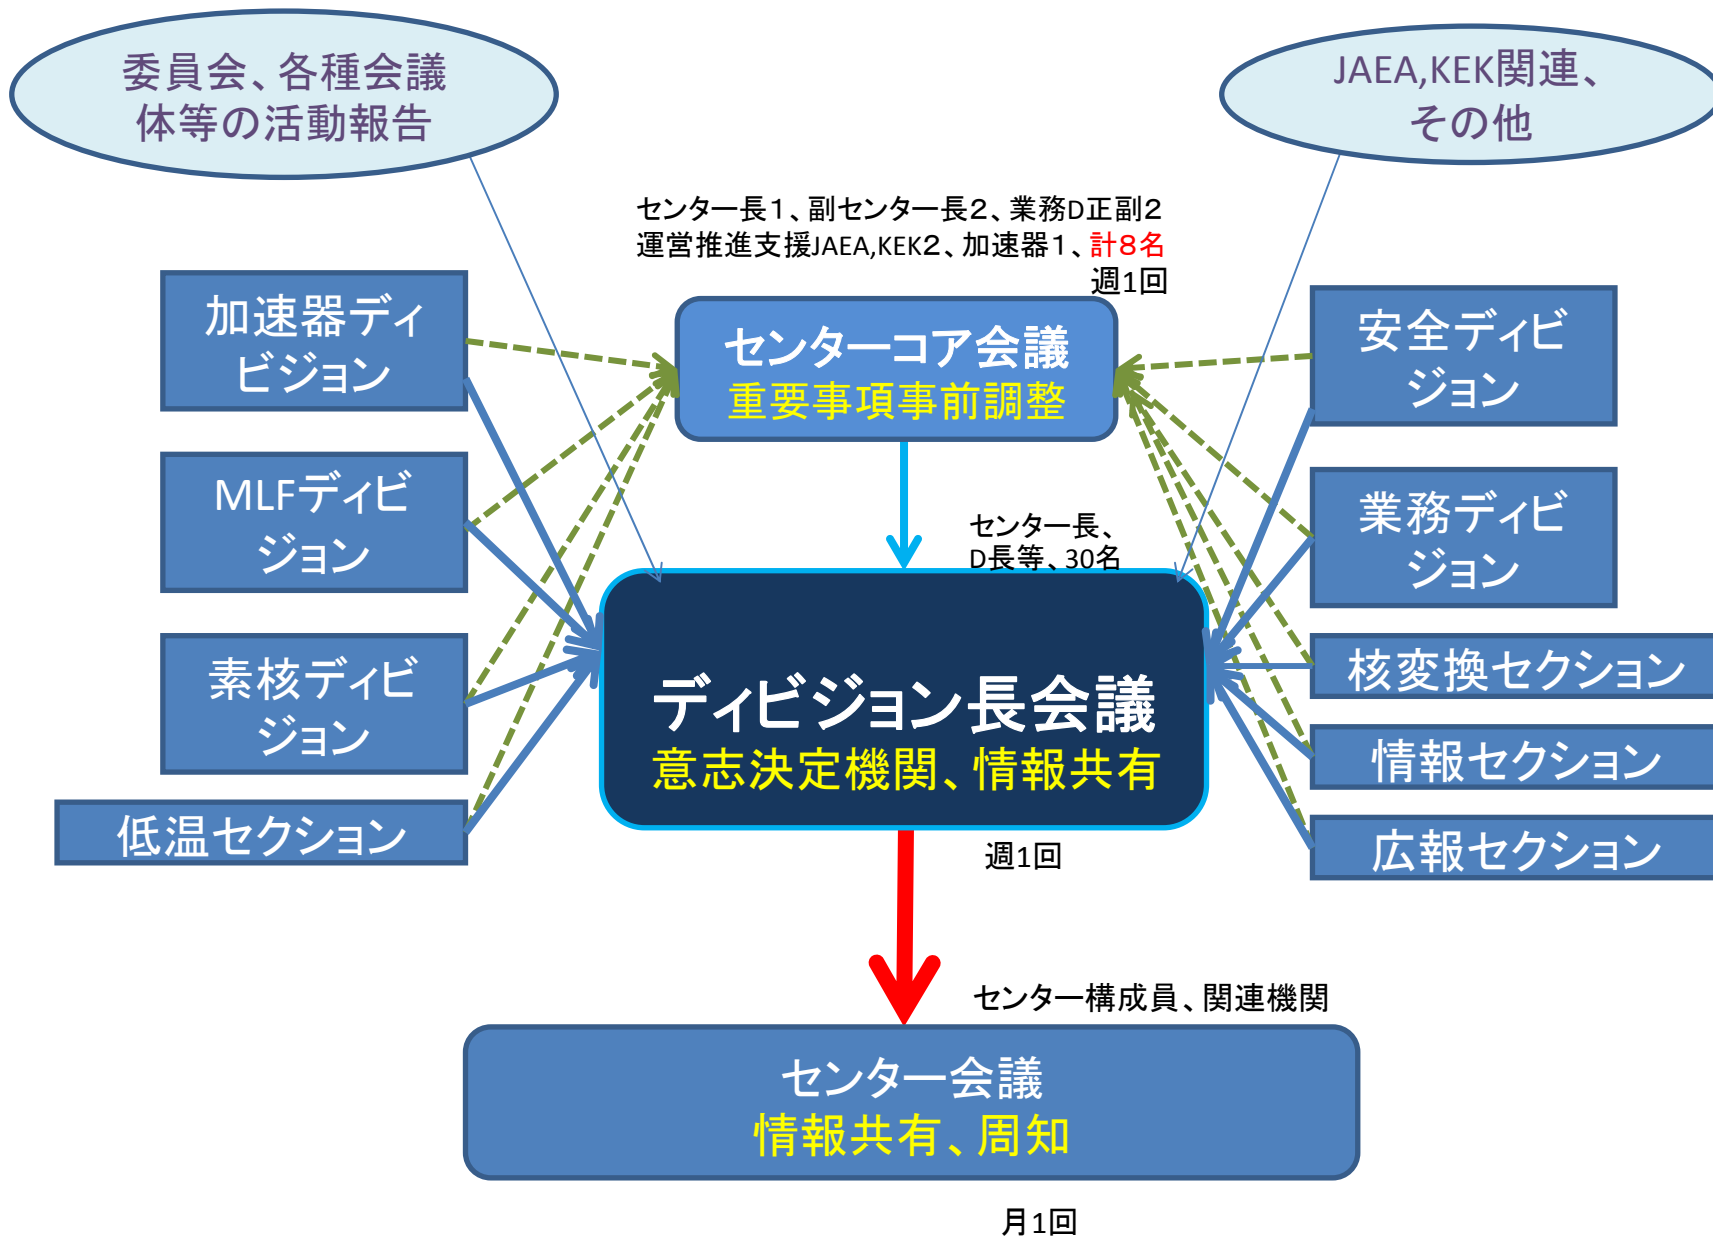 委員会、各種会議
体等の活動報告
JAEA,KEK関連、
その他
センター長１、副センター長２、業務D正副２
運営推進支援JAEA,KEK２、加速器１、計８名
週1回
加速器ディ
ビジョン
センターコア会議
重要事項事前調整
安全ディビ
ジョン
MLFディビ
ジョン
センター長、
D長等、30名
業務ディビ
ジョン
素核ディビ
ジョン
ディビジョン長会議
意志決定機関、情報共有
核変換セクション
情報セクション
低温セクション
広報セクション
週1回
センター構成員、関連機関
センター会議
情報共有、周知
月1回